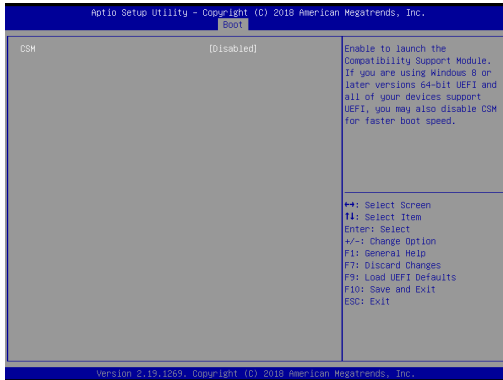 Aptio Setup Utility – Copyright (C) 2018 American Megatrends, Inc.
Boot
CSM [Disabled]
Enable to launch the
Compatibility Support Module.
If you are using Windows 8 or
later versions 64-bit UEFI and
all of your devices support
UEFI, you may also disable CSM
for faster boot speed.
↔: Select Screen
↑↓: Select Item
Enter: Select
+/-: Change Option
F1: General Help
F7: Discard Changes
F9: Load UEFI Defaults
F10: Save and Exit
ESC: Exit
Version 2.19.1269. Copyright (C) 2018 American Megatrends, Inc.